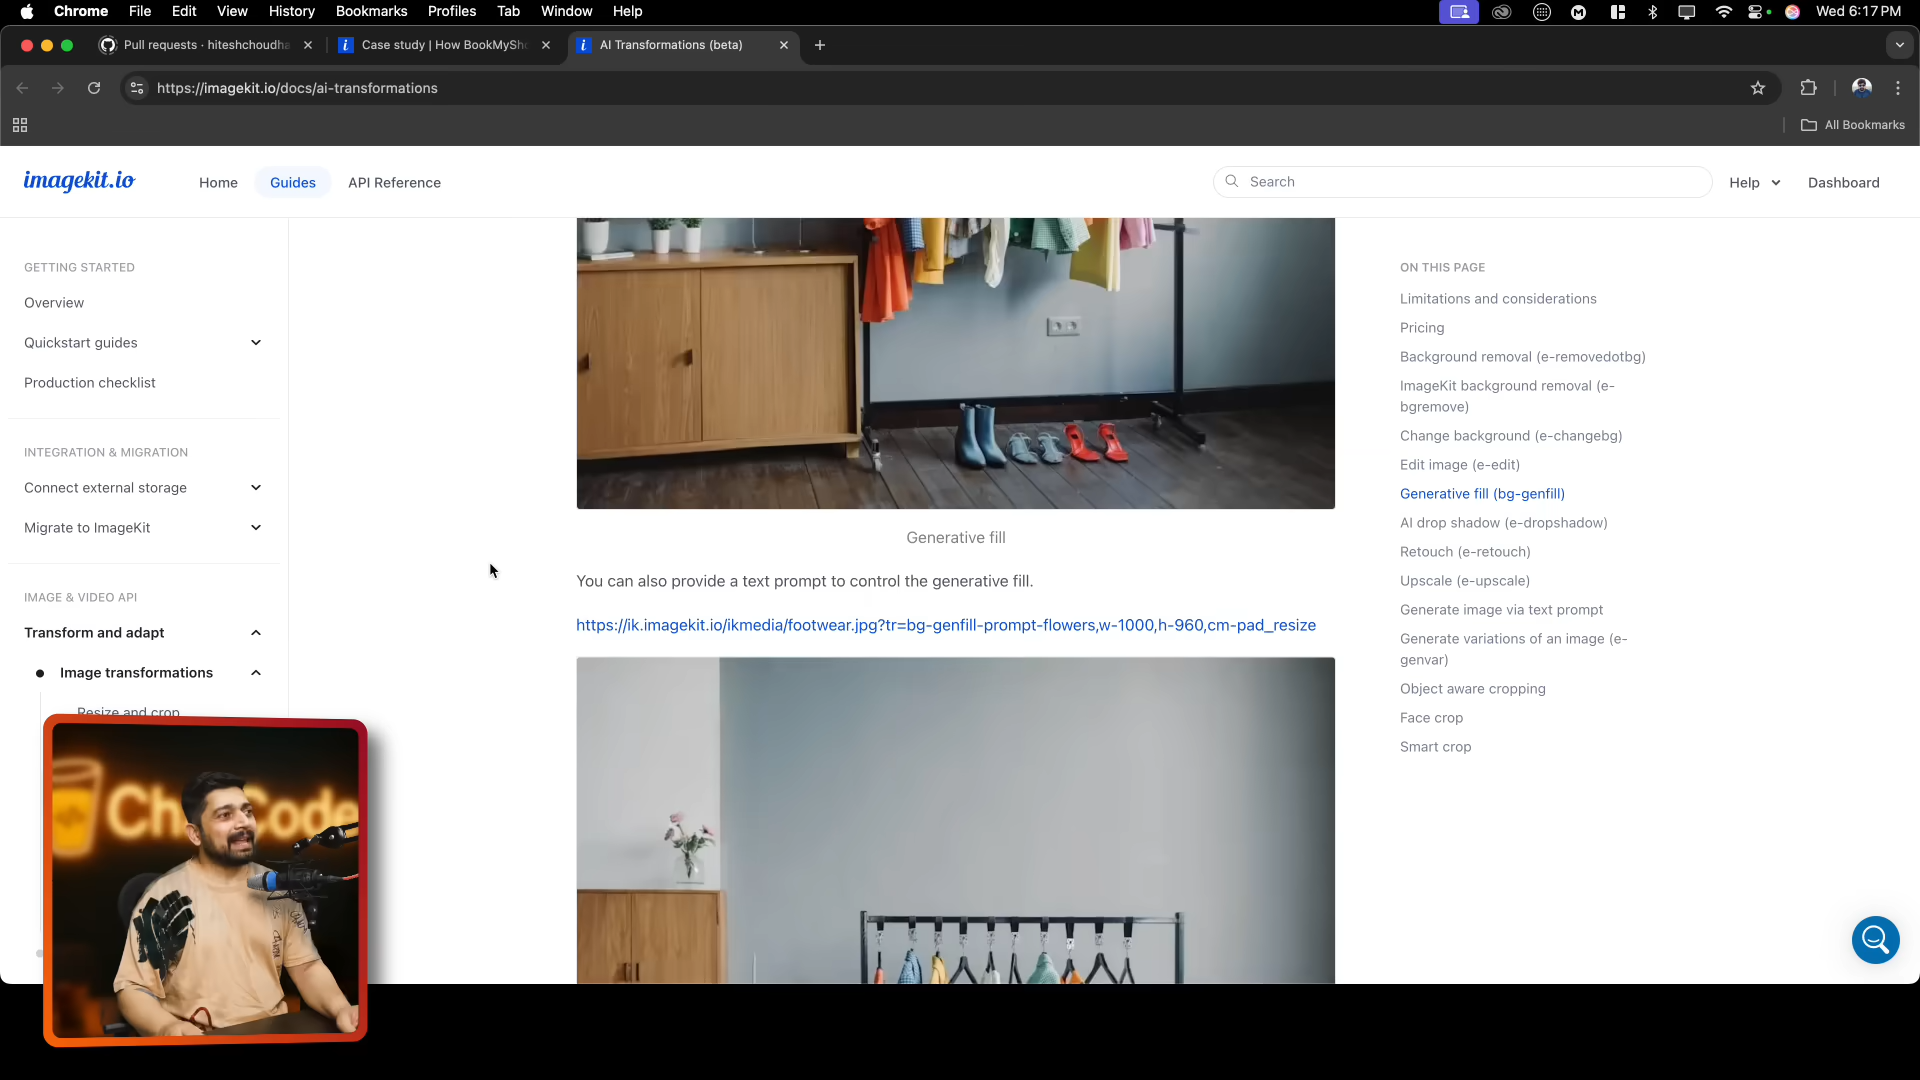 Chrome File Edit View History Bookmarks Profiles Tab Window Help
Wed 6:17 PM
Pull requests · hiteshchoudha
Case study | How BookMySh
AI Transformations (beta)
https://imagekit.io/docs/ai-transformations
All Bookmarks
imagekit.io
Home Guides API Reference
Search
Help
Dashboard
GETTING STARTED
Overview
Quickstart guides
Production checklist
INTEGRATION & MIGRATION
Connect external storage
Migrate to ImageKit
IMAGE & VIDEO API
Transform and adapt
Image transformations
Resize and crop
Generative fill
You can also provide a text prompt to control the generative fill.
https://ik.imagekit.io/ikmedia/footwear.jpg?tr=bg-genfill-prompt-flowers,w-1000,h-960,cm-pad_resize
ON THIS PAGE
Limitations and considerations
Pricing
Background removal (e-removedotbg)
ImageKit background removal (e-
bgremove)
Change background (e-changebg)
Edit image (e-edit)
Generative fill (bg-genfill)
AI drop shadow (e-dropshadow)
Retouch (e-retouch)
Upscale (e-upscale)
Generate image via text prompt
Generate variations of an image (e-
genvar)
Object aware cropping
Face crop
Smart crop